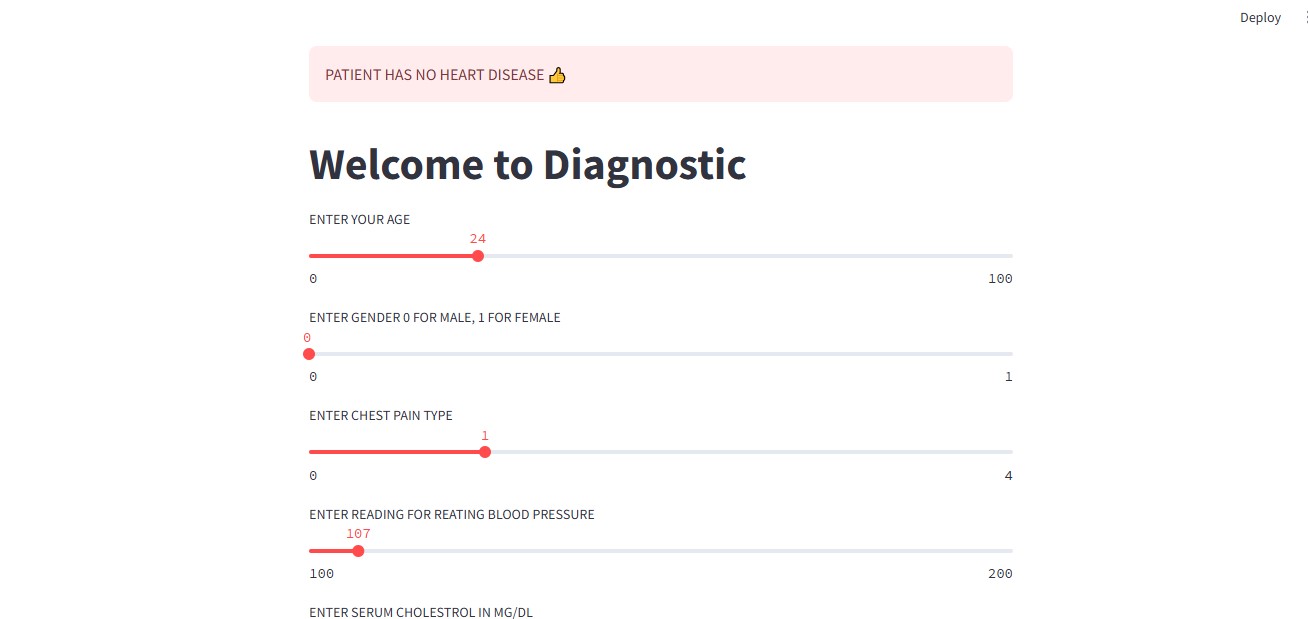 Deploy
PATIENT HAS NO HEART DISEASE 👍
Welcome to Diagnostic
ENTER YOUR AGE
24
0 100
ENTER GENDER 0 FOR MALE, 1 FOR FEMALE
0
0 1
ENTER CHEST PAIN TYPE
1
0 4
ENTER READING FOR REATING BLOOD PRESSURE
107
100 200
ENTER SERUM CHOLESTROL IN MG/DL